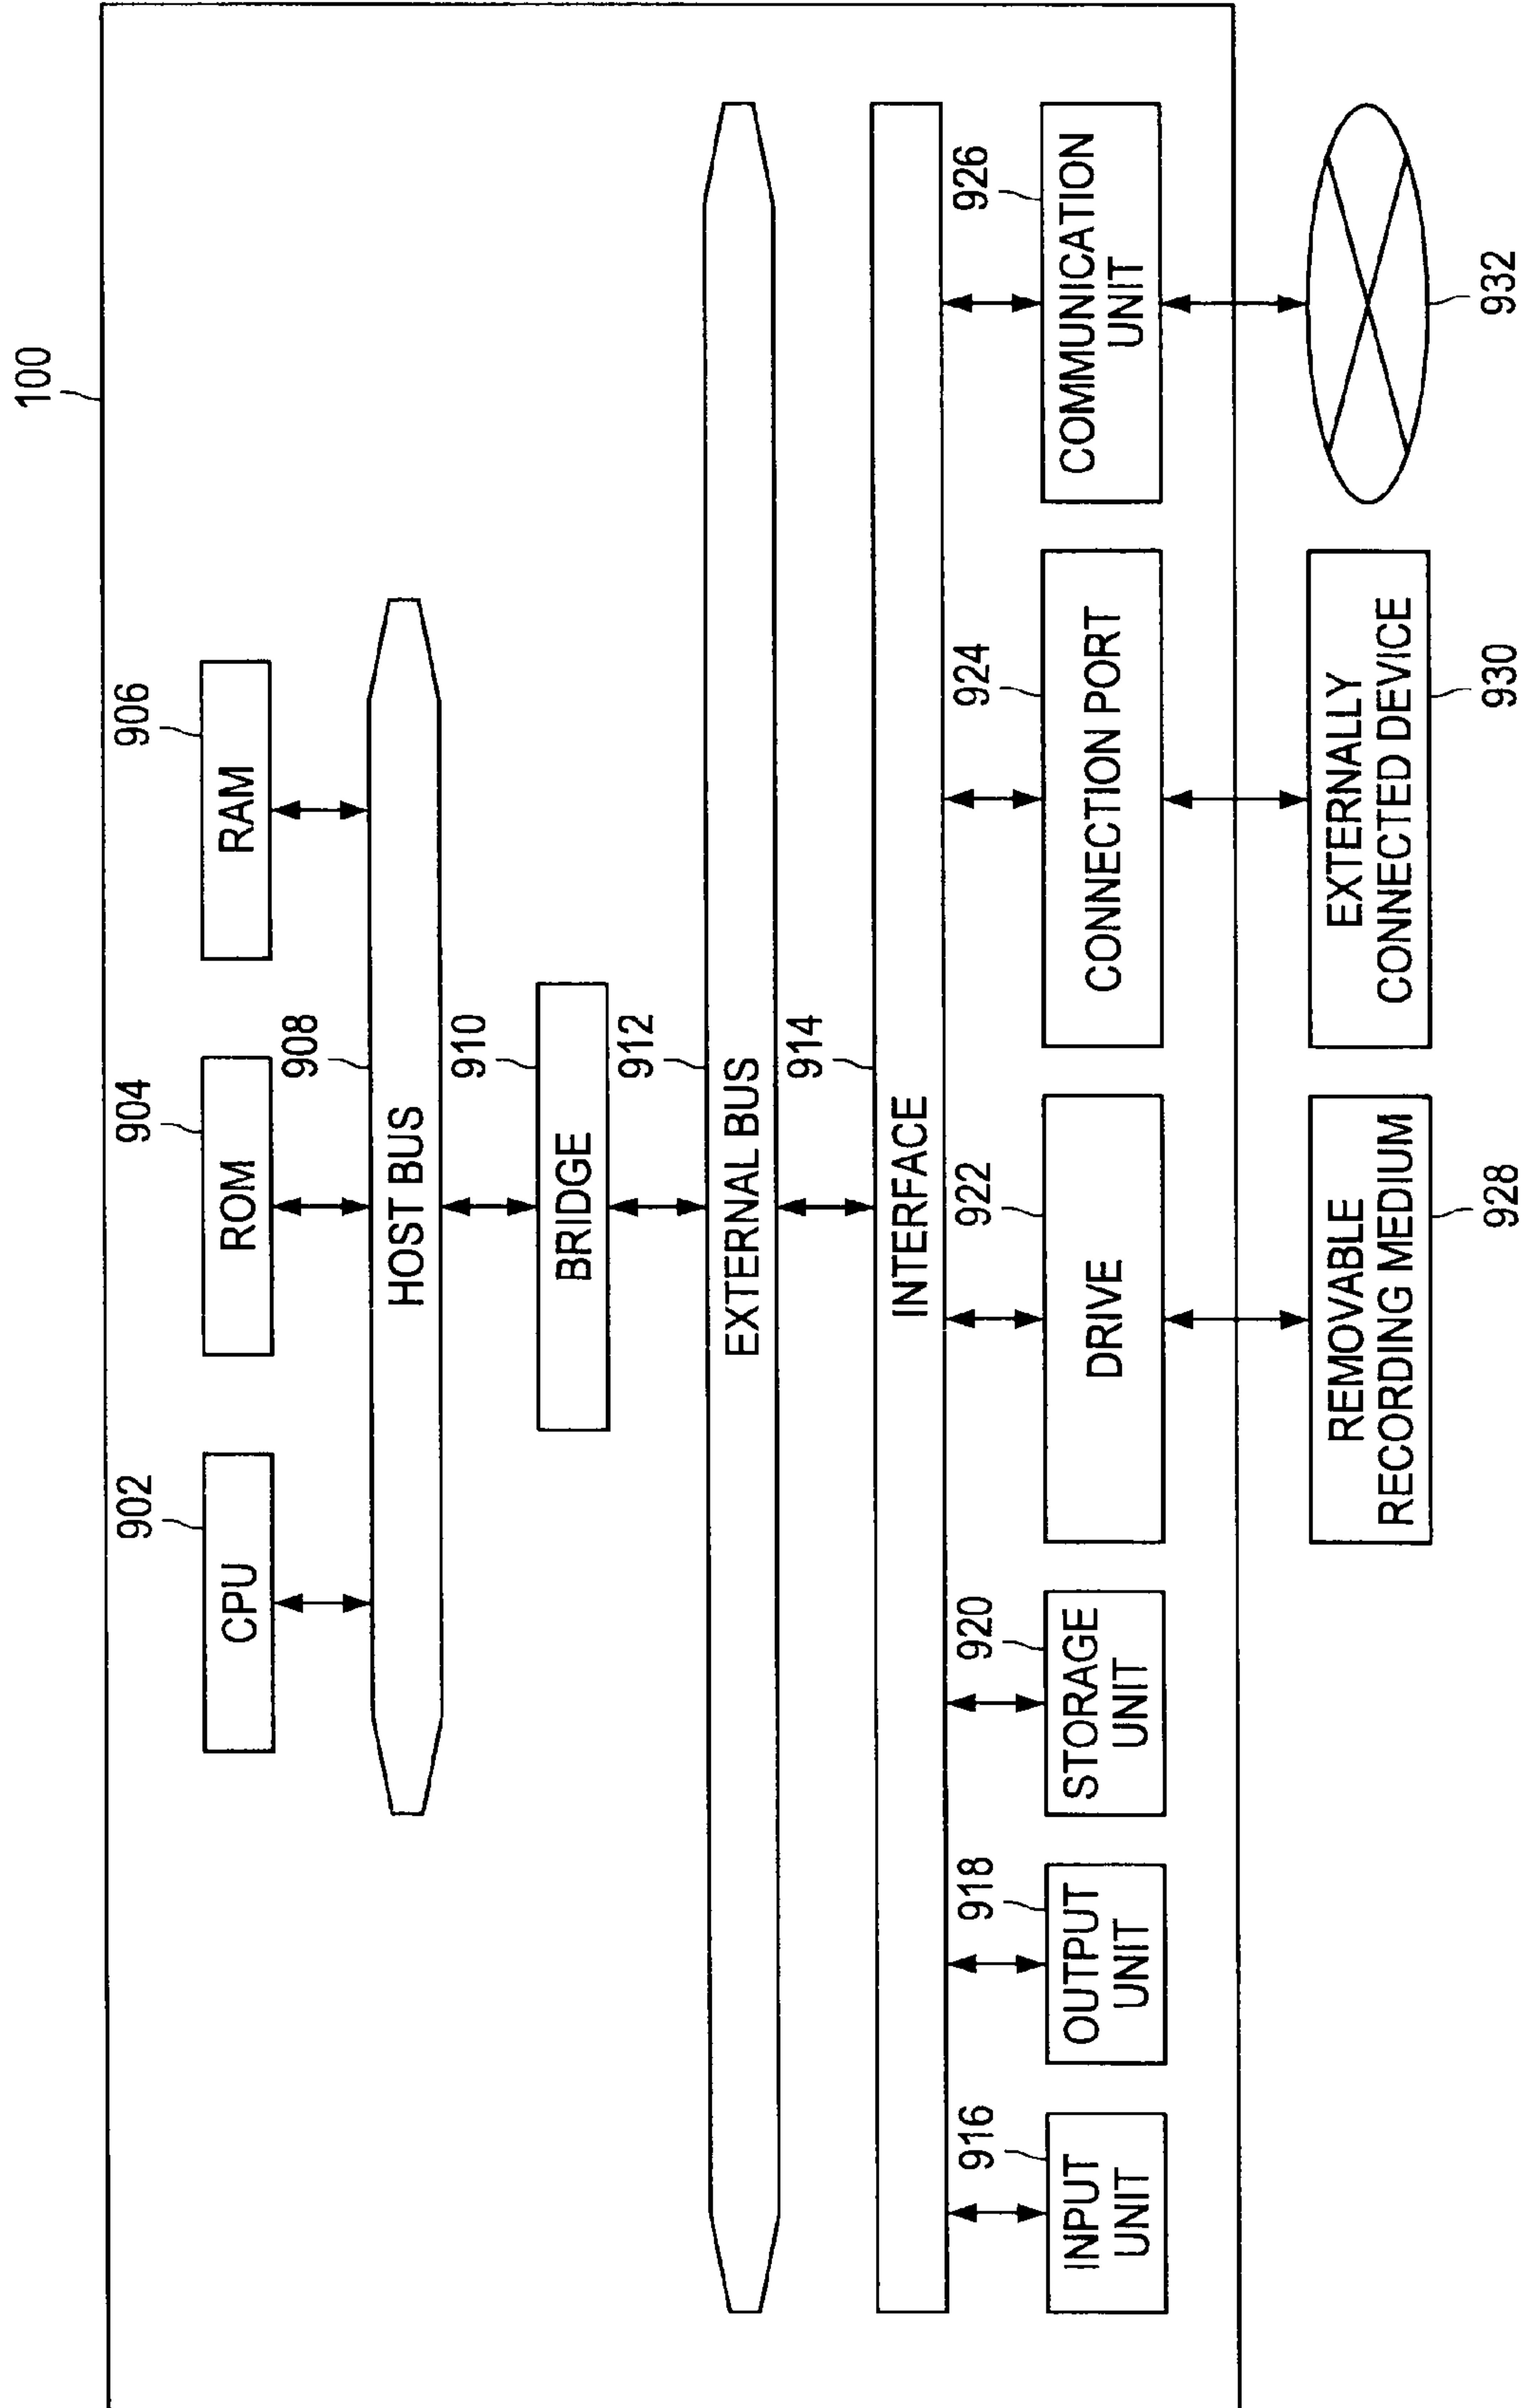 100
902
CPU
904
ROM
906
RAM
908
HOST BUS
910
BRIDGE
912
EXTERNAL BUS
914
INTERFACE
916
INPUT
UNIT
918
OUTPUT
UNIT
920
STORAGE
UNIT
922
DRIVE
924
CONNECTION PORT
926
COMMUNICATION
UNIT
REMOVABLE
RECORDING MEDIUM
928
EXTERNALLY
CONNECTED DEVICE
930
932